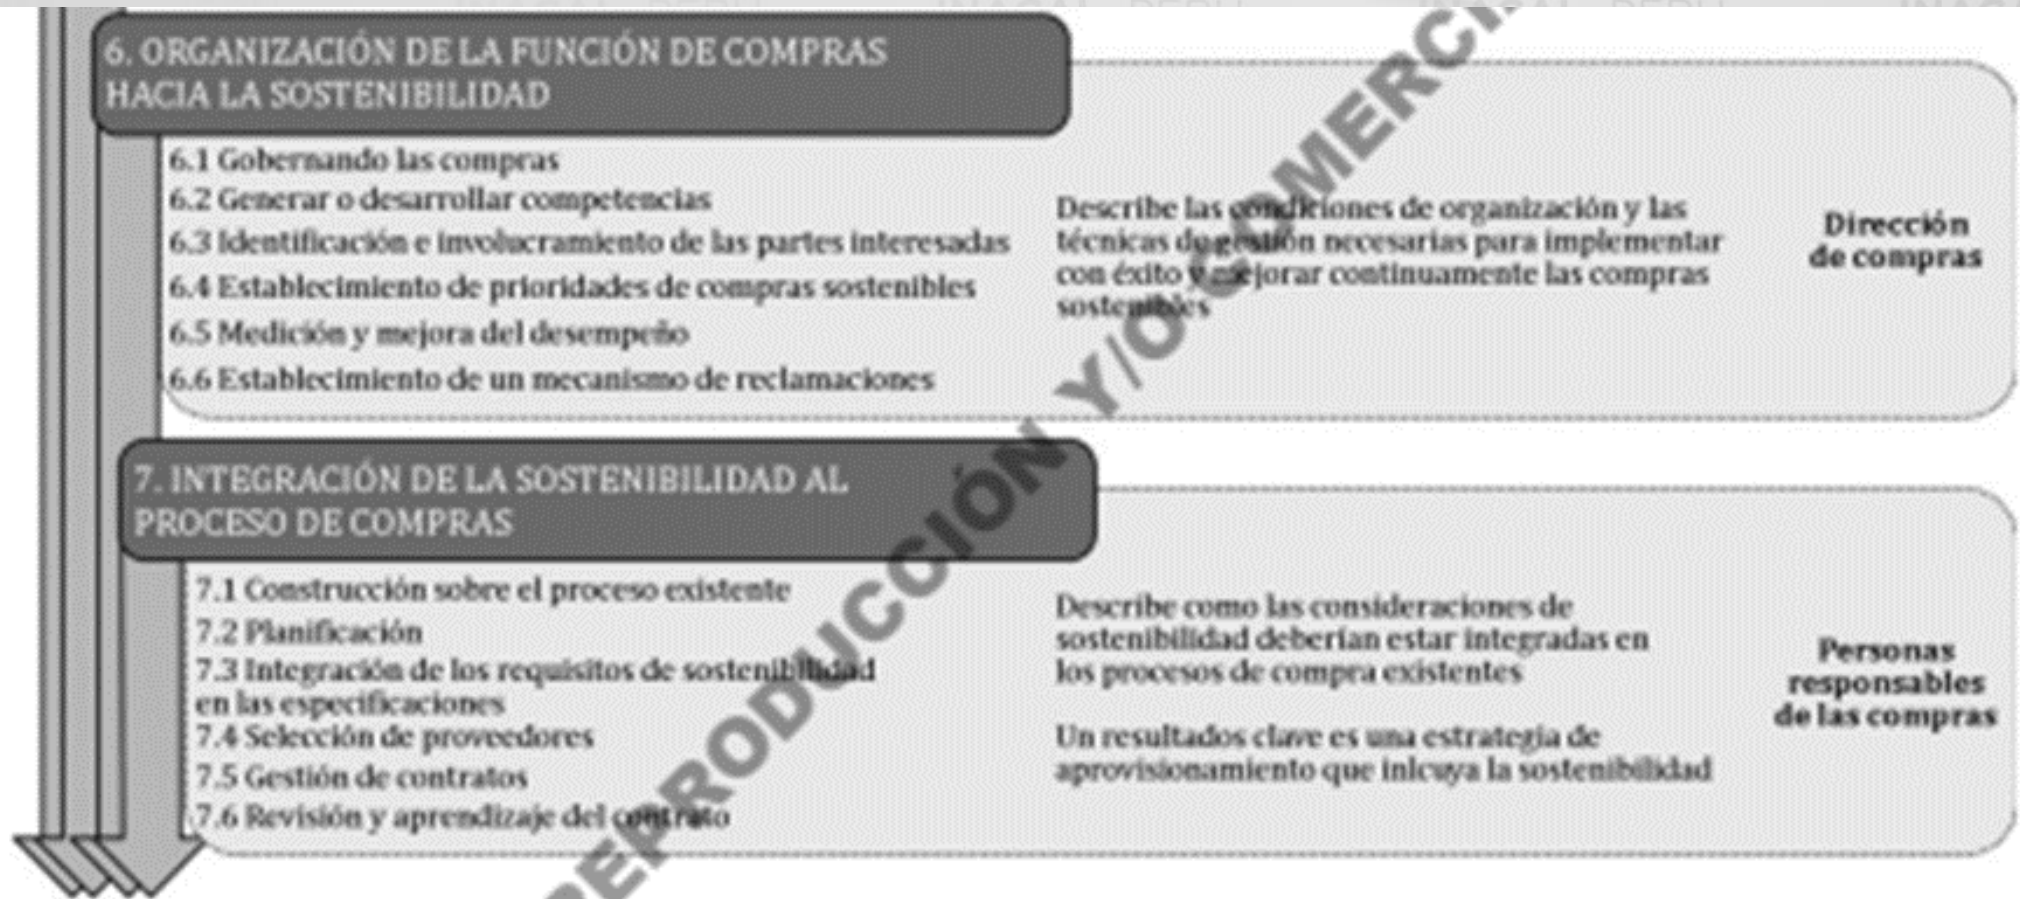 6. ORGANIZACIÓN DE LA FUNCIÓN DE COMPRAS
HACIA LA SOSTENIBILIDAD
6.1 Gobernando las compras
6.2 Generar o desarrollar competencias
6.3 Identificación e involucramiento de las partes interesadas
6.4 Establecimiento de prioridades de compras sostenibles
6.5 Medición y mejora del desempeño
6.6 Establecimiento de un mecanismo de reclamaciones
Describe las condiciones de organización y las
técnicas de gestión necesarias para implementar
con éxito y mejorar continuamente las compras
sostenibles
Dirección
de compras
7. INTEGRACIÓN DE LA SOSTENIBILIDAD AL
PROCESO DE COMPRAS
7.1 Construcción sobre el proceso existente
7.2 Planificación
7.3 Integración de los requisitos de sostenibilidad
en las especificaciones
7.4 Selección de proveedores
7.5 Gestión de contratos
7.6 Revisión y aprendizaje del contrato
Describe como las consideraciones de
sostenibilidad deberían estar integradas en
los procesos de compra existentes
Un resultados clave es una estrategia de
aprovisionamiento que inlcuya la sostenibilidad
Personas
responsables
de las compras
REPRODUCCIÓN Y/O COMERCI